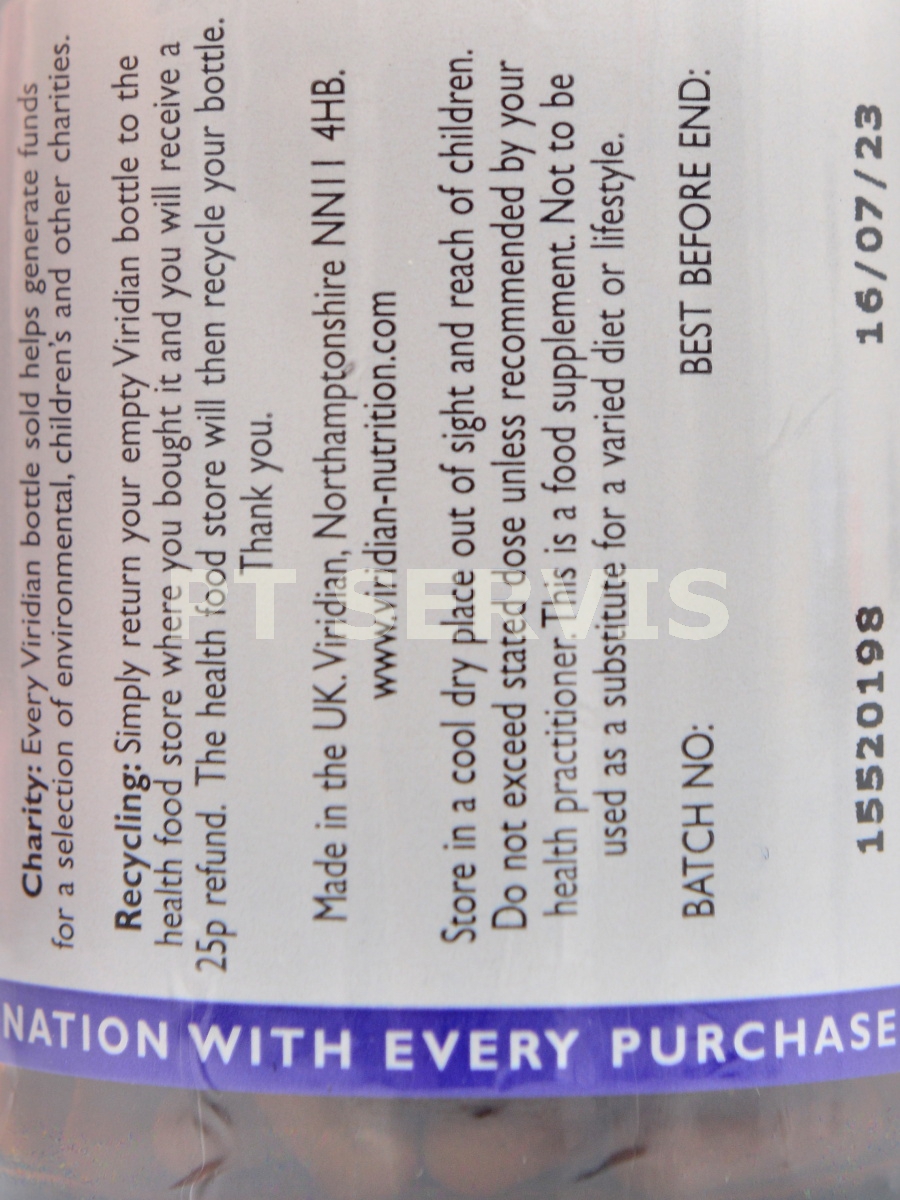 Charity: Every Viridian bottle sold helps generate funds
for a selection of environmental, children's and other charities.
Recycling: Simply return your empty Viridian bottle to the
health food store where you bought it and you will receive a
25p refund. The health food store will then recycle your bottle.
Thank you.
Made in the UK. Viridian, Northamptonshire NN11 4HB.
www.viridian-nutrition.com
Store in a cool dry place out of sight and reach of children.
Do not exceed stated dose unless recommended by your
health practitioner. This is a food supplement. Not to be
used as a substitute for a varied diet or lifestyle.
BATCH NO: BEST BEFORE END:
15520198 16/07/23
NATION WITH EVERY PURCHASE
PT SERVIS